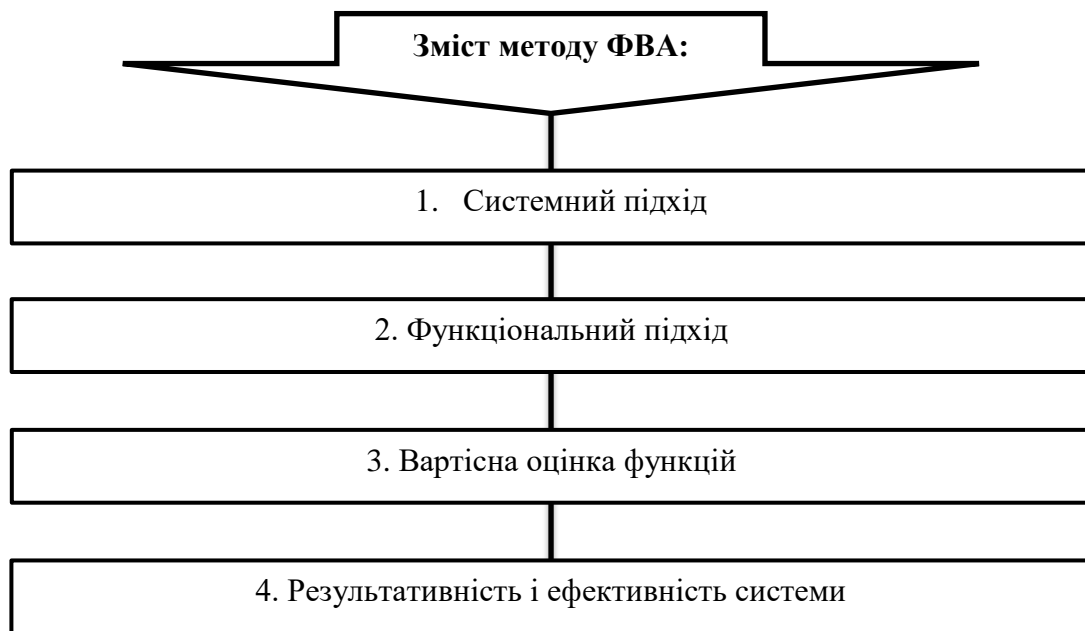 Зміст методу ФВА:
1. Системний підхід
2. Функціональний підхід
3. Вартісна оцінка функцій
4. Результативність і ефективність системи